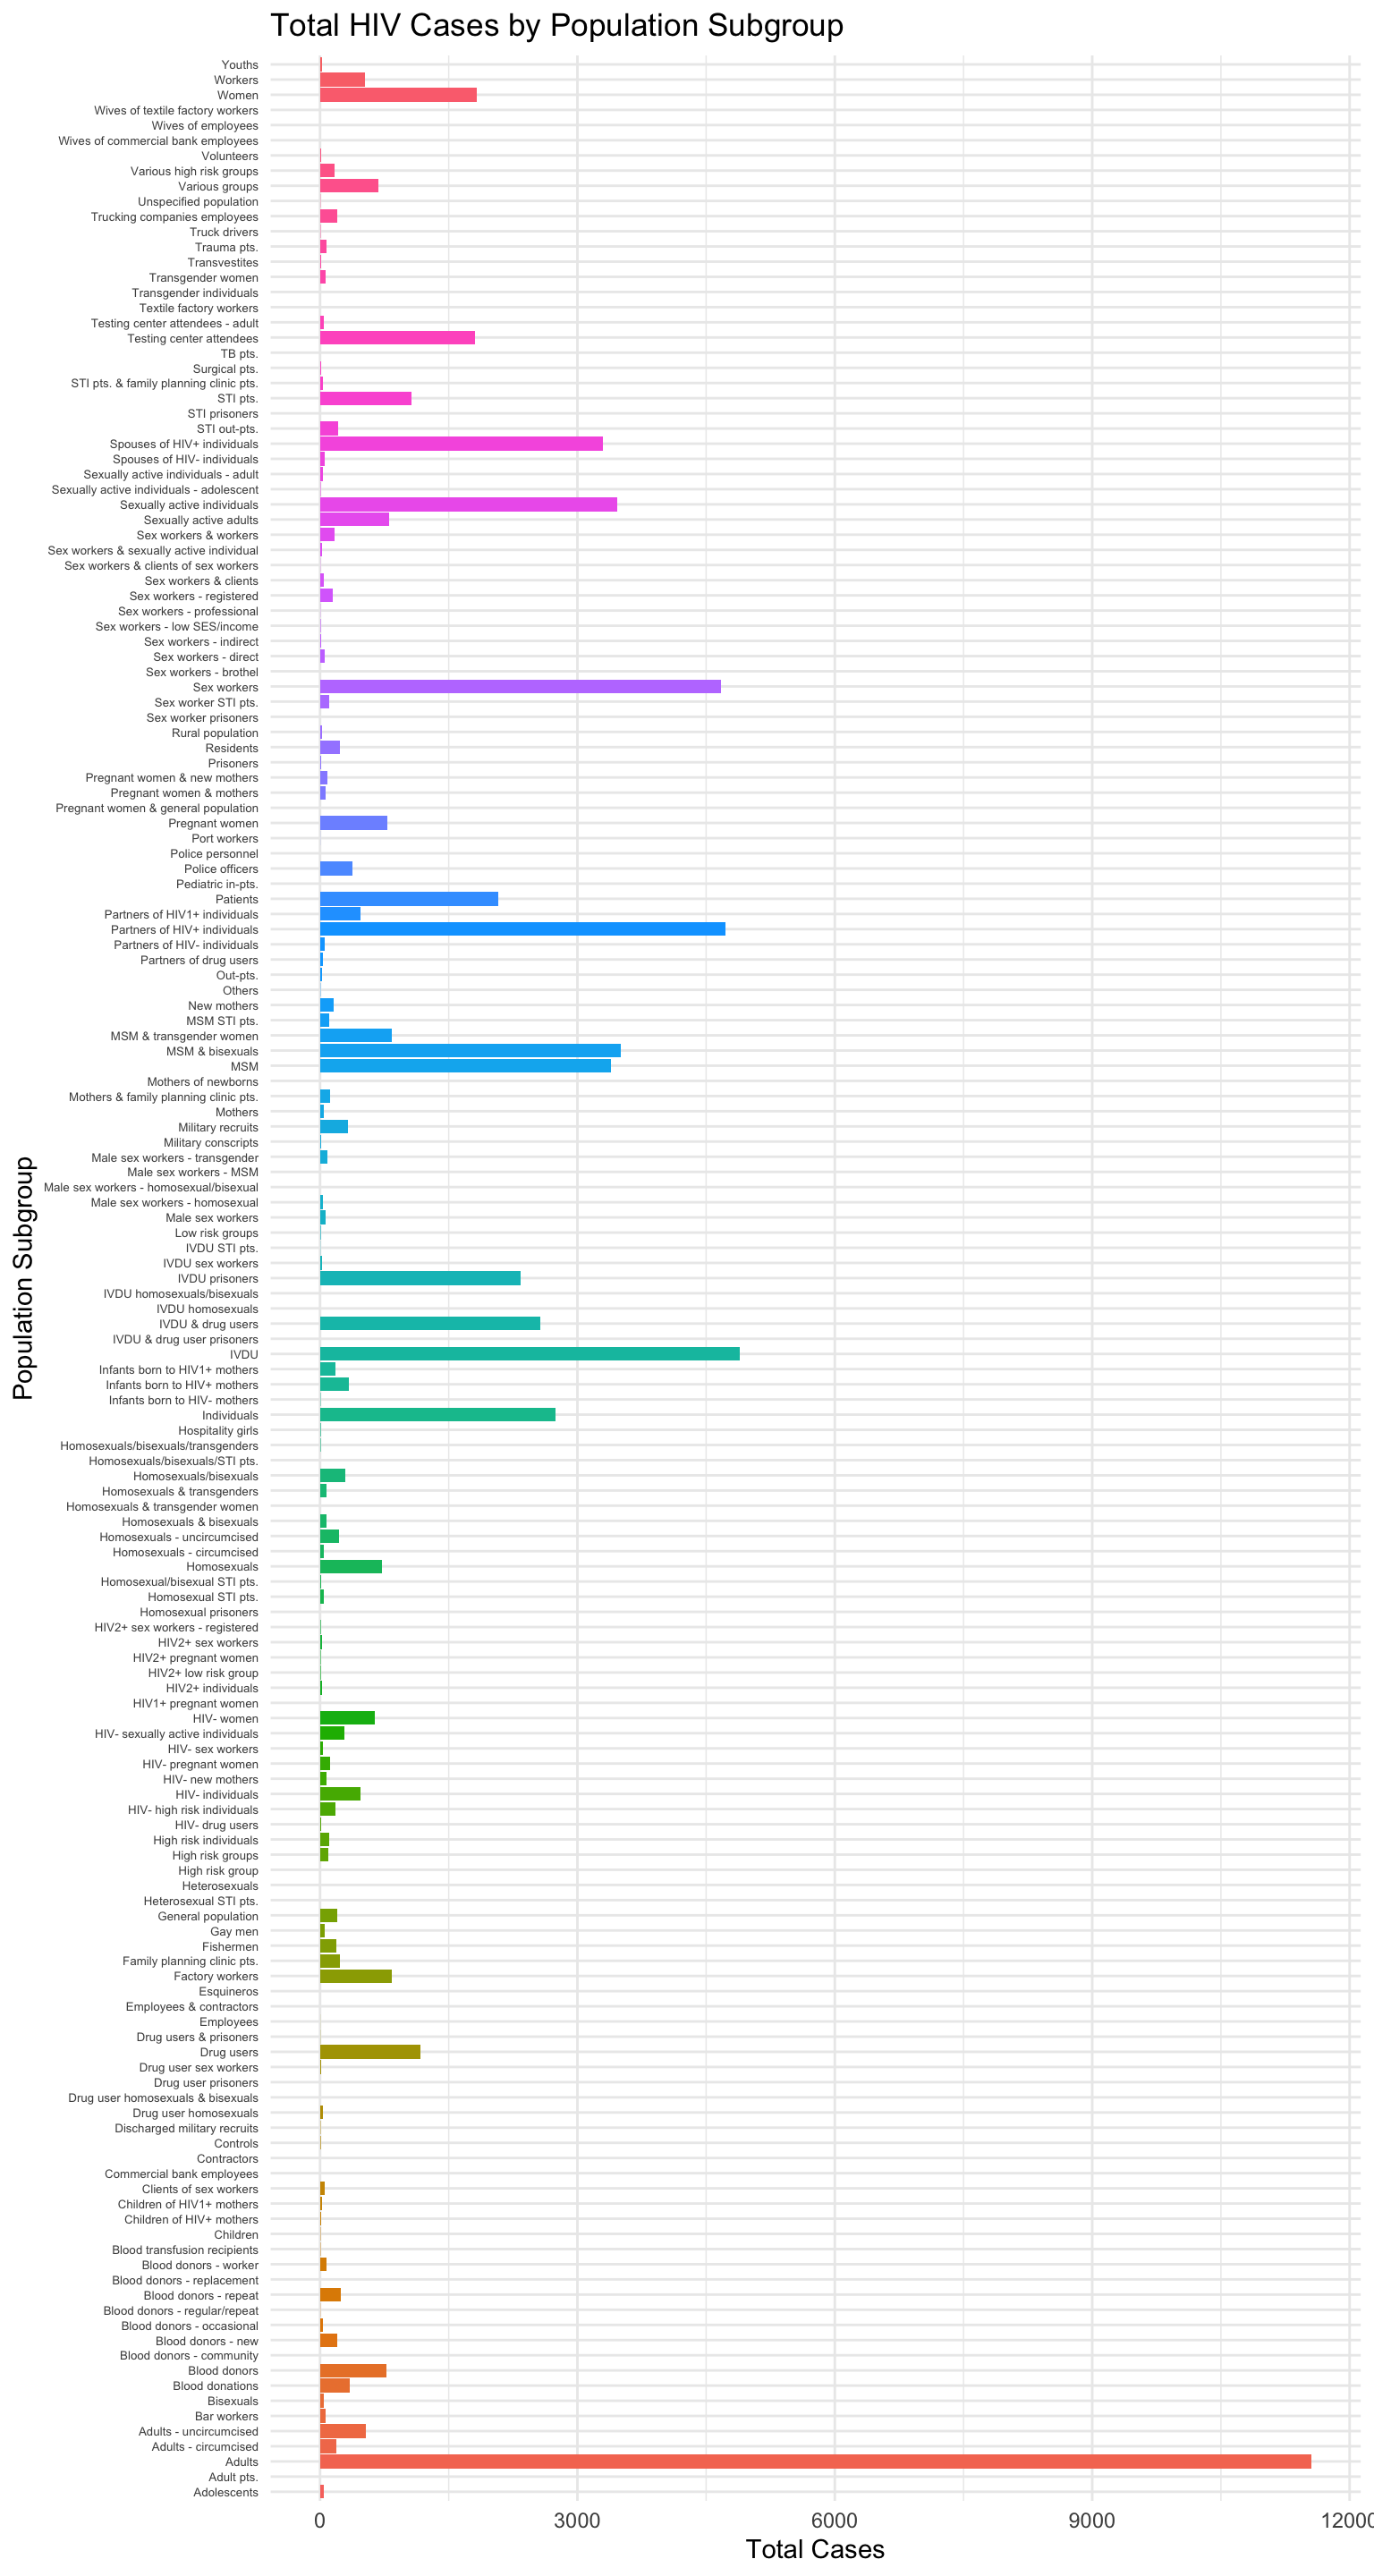 Total HIV Cases by Population Subgroup
Youths
Workers
Women
Wives of textile factory workers
Wives of employees
Wives of commercial bank employees
Volunteers
Various high risk groups
Various groups
Unspecified population
Trucking companies employees
Truck drivers
Trauma pts.
Transvestites
Transgender women
Transgender individuals
Textile factory workers
Testing center attendees - adult
Testing center attendees
TB pts.
Surgical pts.
STI pts. & family planning clinic pts.
STI pts.
STI prisoners
STI out-pts.
Spouses of HIV+ individuals
Spouses of HIV- individuals
Sexually active individuals - adult
Sexually active individuals - adolescent
Sexually active individuals
Sexually active adults
Sex workers & workers
Sex workers & sexually active individual
Sex workers & clients of sex workers
Sex workers & clients
Sex workers - registered
Sex workers - professional
Sex workers - low SES/income
Sex workers - indirect
Sex workers - direct
Sex workers - brothel
Sex workers
Sex worker STI pts.
Sex worker prisoners
Rural population
Residents
Prisoners
Pregnant women & new mothers
Pregnant women & mothers
Pregnant women & general population
Pregnant women
Port workers
Police personnel
Police officers
Pediatric in-pts.
Patients
Partners of HIV1+ individuals
Partners of HIV+ individuals
Partners of HIV- individuals
Partners of drug users
Out-pts.
Others
New mothers
MSM STI pts.
MSM & transgender women
MSM & bisexuals
MSM
Mothers of newborns
Mothers & family planning clinic pts.
Mothers
Military recruits
Military conscripts
Male sex workers - transgender
Male sex workers - MSM
Male sex workers - homosexual/bisexual
Male sex workers - homosexual
Male sex workers
Low risk groups
IVDU STI pts.
IVDU sex workers
IVDU prisoners
IVDU homosexuals/bisexuals
IVDU homosexuals
IVDU & drug users
IVDU & drug user prisoners
IVDU
Infants born to HIV1+ mothers
Infants born to HIV+ mothers
Infants born to HIV- mothers
Individuals
Hospitality girls
Homosexuals/bisexuals/transgenders
Homosexuals/bisexuals/STI pts.
Homosexuals/bisexuals
Homosexuals & transgenders
Homosexuals & transgender women
Homosexuals & bisexuals
Homosexuals - uncircumcised
Homosexuals - circumcised
Homosexuals
Homosexual/bisexual STI pts.
Homosexual STI pts.
Homosexual prisoners
HIV2+ sex workers - registered
HIV2+ sex workers
HIV2+ pregnant women
HIV2+ low risk group
HIV2+ individuals
HIV1+ pregnant women
HIV- women
HIV- sexually active individuals
HIV- sex workers
HIV- pregnant women
HIV- new mothers
HIV- individuals
HIV- high risk individuals
HIV- drug users
High risk individuals
High risk groups
High risk group
Heterosexuals
Heterosexual STI pts.
General population
Gay men
Fishermen
Family planning clinic pts.
Factory workers
Esquineros
Employees & contractors
Employees
Drug users & prisoners
Drug users
Drug user sex workers
Drug user prisoners
Drug user homosexuals & bisexuals
Drug user homosexuals
Discharged military recruits
Controls
Contractors
Commercial bank employees
Clients of sex workers
Children of HIV1+ mothers
Children of HIV+ mothers
Children
Blood transfusion recipients
Blood donors - worker
Blood donors - replacement
Blood donors - repeat
Blood donors - regular/repeat
Blood donors - occasional
Blood donors - new
Blood donors - community
Blood donors
Blood donations
Bisexuals
Bar workers
Adults - uncircumcised
Adults - circumcised
Adults
Adult pts.
Adolescents
Population Subgroup
0 3000 6000 9000 12000
Total Cases